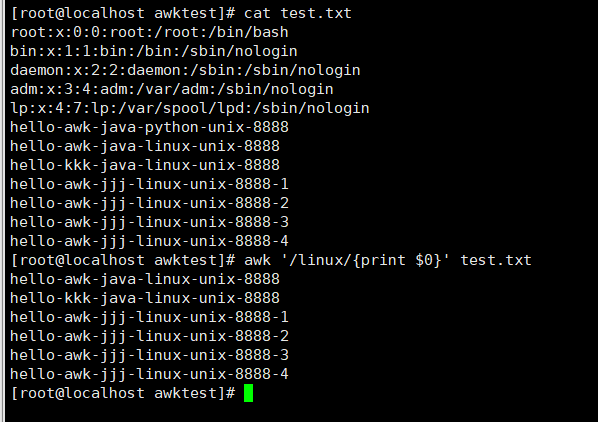 [root@localhost awktest]# cat test.txt
root:x:0:0:root:/root:/bin/bash
bin:x:1:1:bin:/bin:/sbin/nologin
daemon:x:2:2:daemon:/sbin:/sbin/nologin
adm:x:3:4:adm:/var/adm:/sbin/nologin
lp:x:4:7:lp:/var/spool/lpd:/sbin/nologin
hello-awk-java-python-unix-8888
hello-awk-java-linux-unix-8888
hello-kkk-java-linux-unix-8888
hello-awk-jjj-linux-unix-8888-1
hello-awk-jjj-linux-unix-8888-2
hello-awk-jjj-linux-unix-8888-3
hello-awk-jjj-linux-unix-8888-4
[root@localhost awktest]# awk '/linux/{print $0}' test.txt
hello-awk-java-linux-unix-8888
hello-kkk-java-linux-unix-8888
hello-awk-jjj-linux-unix-8888-1
hello-awk-jjj-linux-unix-8888-2
hello-awk-jjj-linux-unix-8888-3
hello-awk-jjj-linux-unix-8888-4
[root@localhost awktest]#